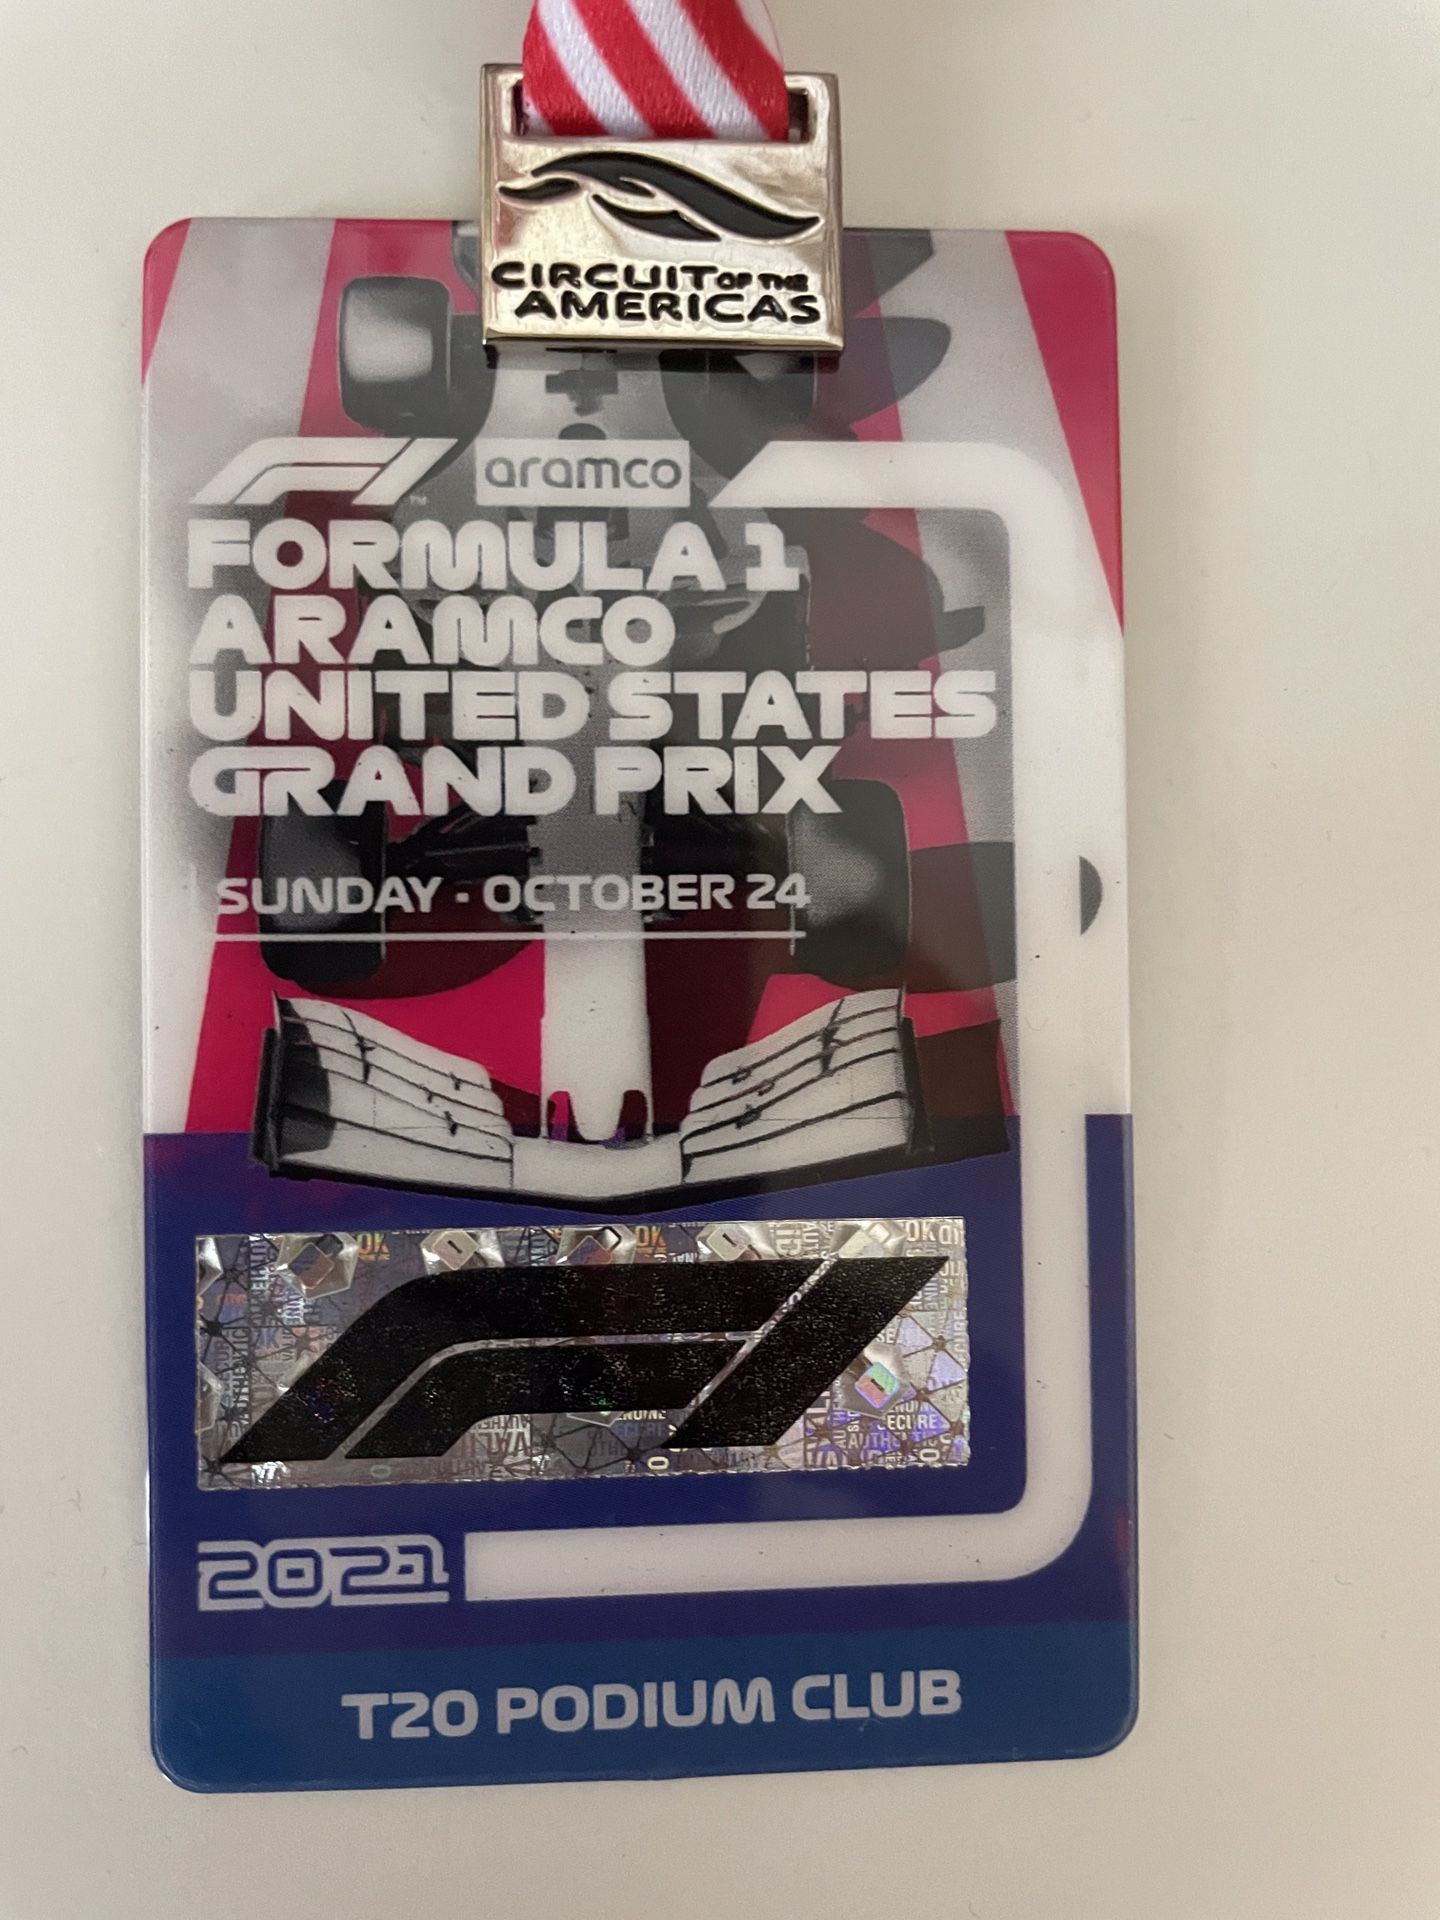 CIRCUIT OF THE
AMERICAS
F1 aramco
FORMULA 1
ARAMCO
UNITED STATES
GRAND PRIX
SUNDAY · OCTOBER 24
2021
T20 PODIUM CLUB